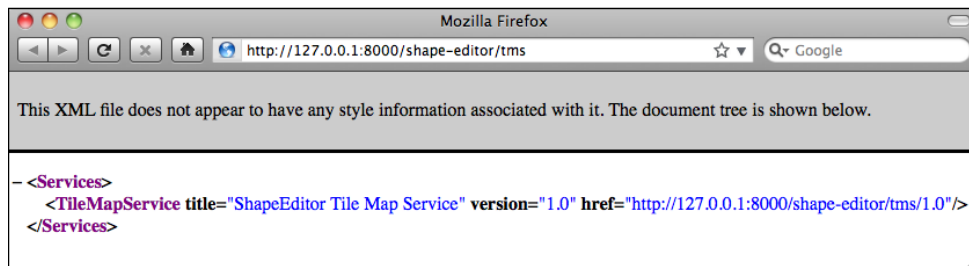 Mozilla Firefox
http://127.0.0.1:8000/shape-editor/tms
Google
This XML file does not appear to have any style information associated with it. The document tree is shown below.
– <Services>
<TileMapService title="ShapeEditor Tile Map Service" version="1.0" href="http://127.0.0.1:8000/shape-editor/tms/1.0"/>
</Services>